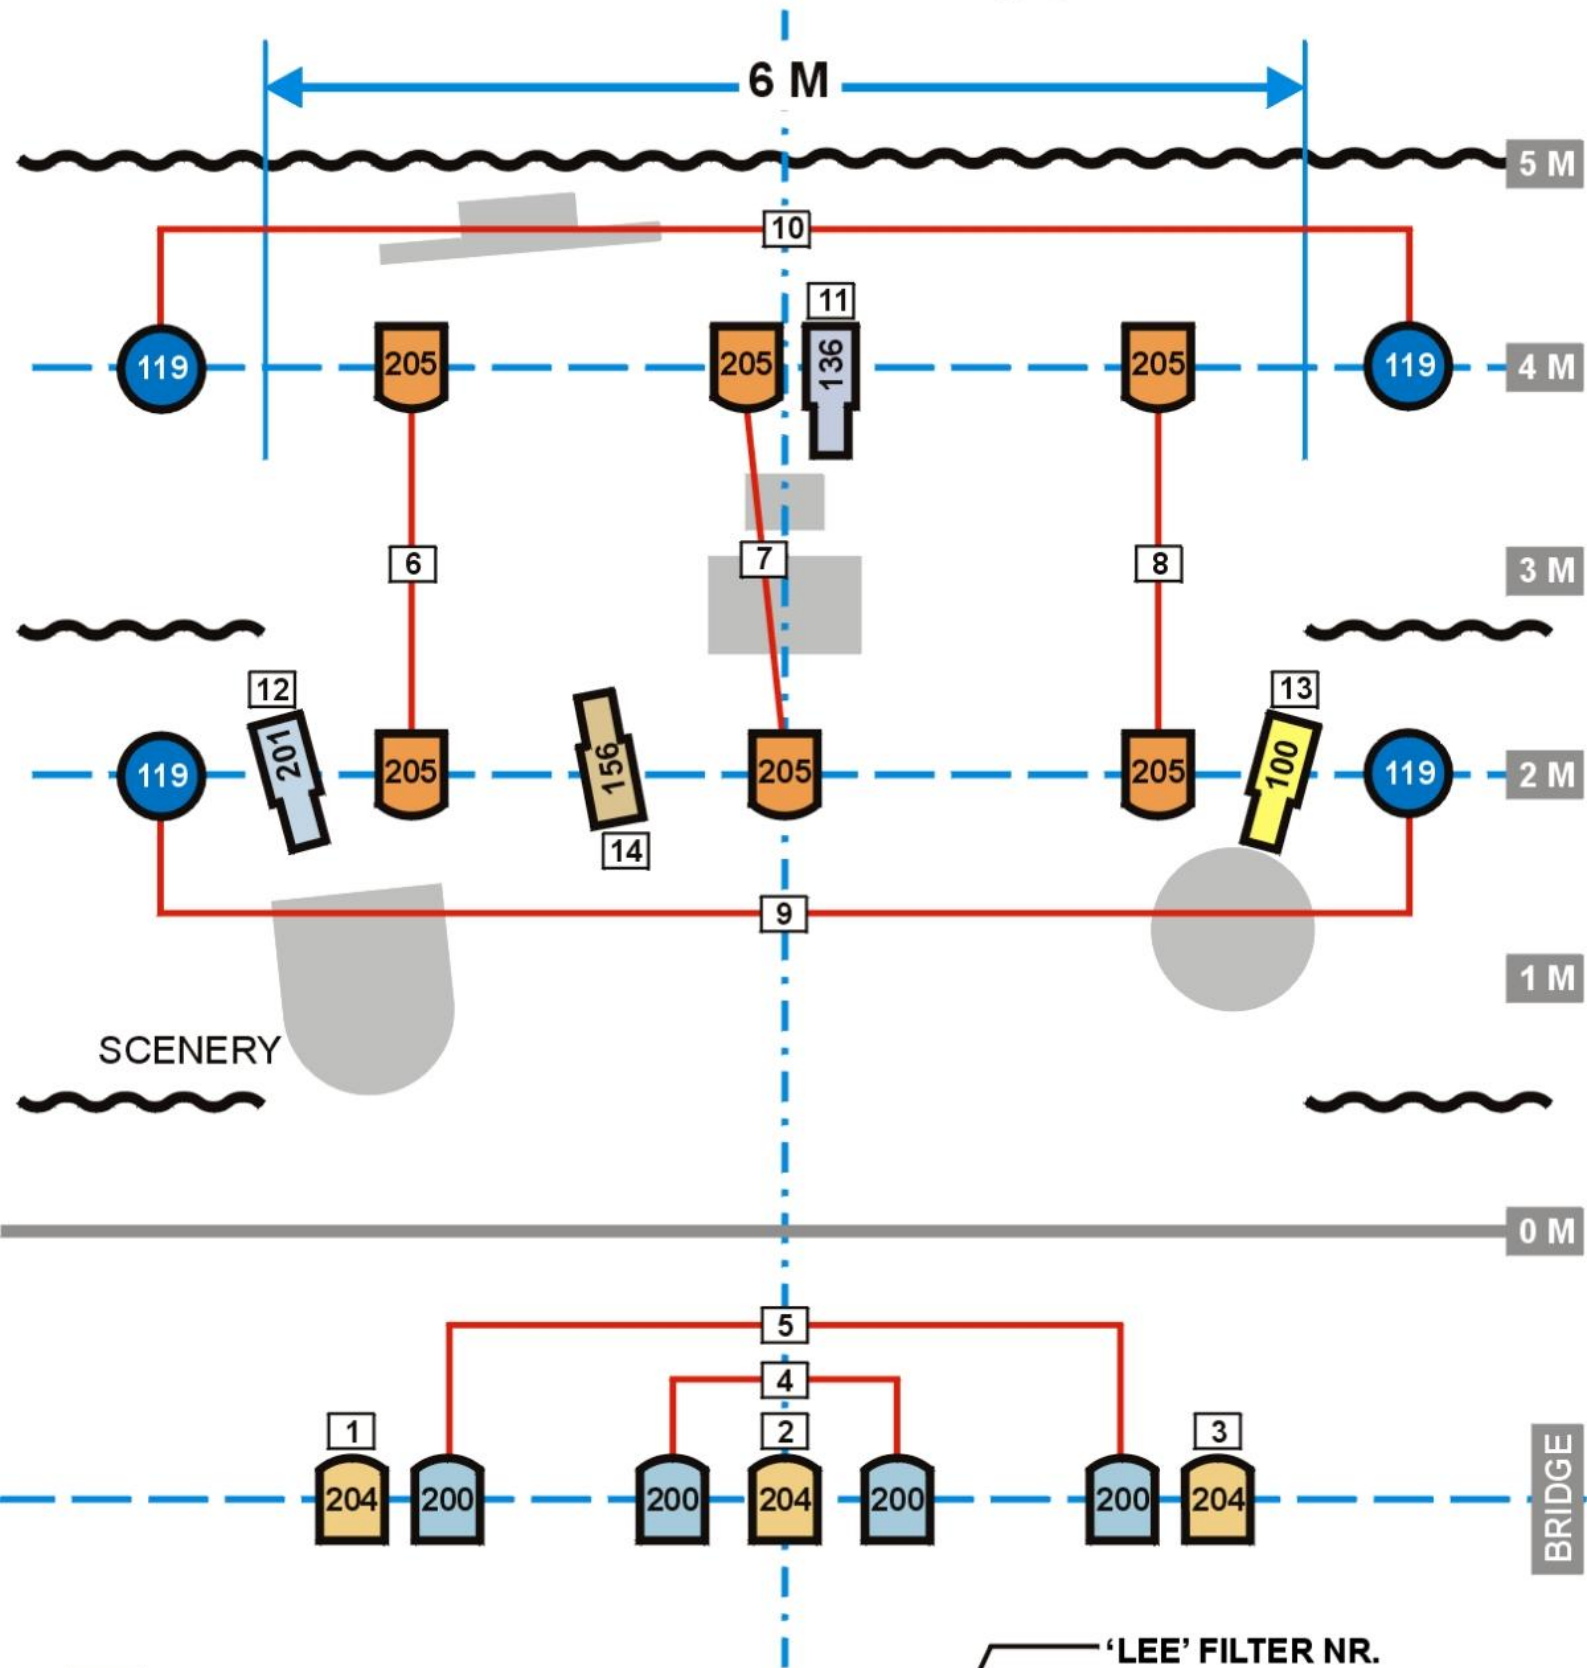 6 M
5 M
10
11
119 205 205 136 205 119 4 M
6 7 8 3 M
12 13
119 201 205 156 205 205 100 119 2 M
14
9
1 M
SCENERY
0 M
5
4
1 2 3
204 200 200 204 200 200 204 BRIDGE
‘LEE’ FILTER NR.